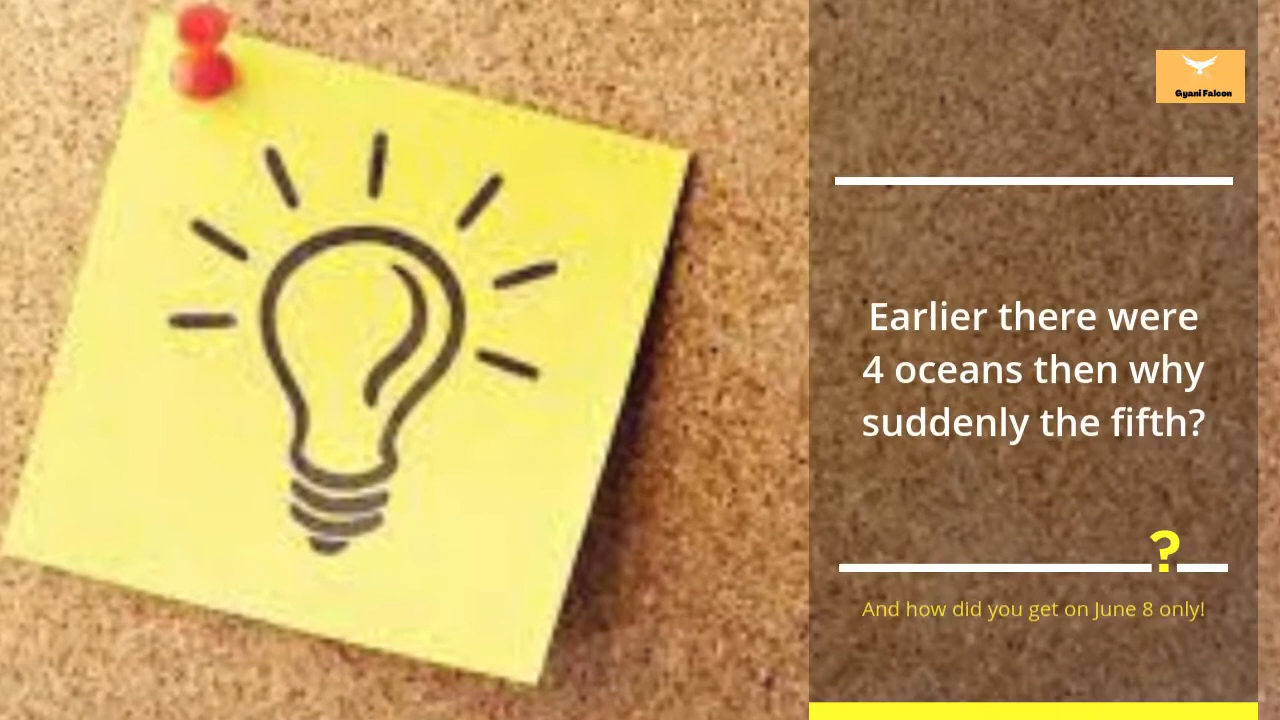 Gyani Falcon
Earlier there were
4 oceans then why
suddenly the fifth?
?
And how did you get on June 8 only!